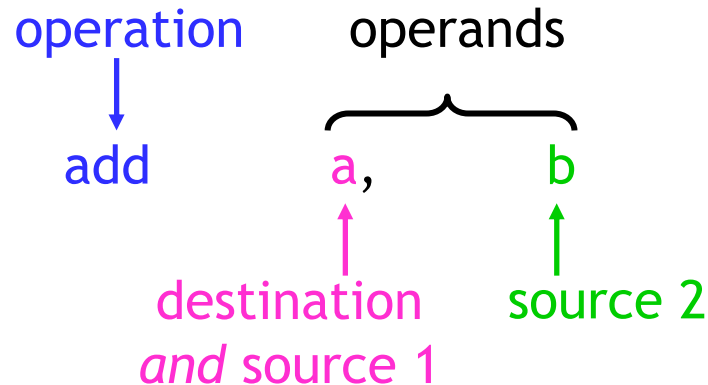 operation operands
add a, b
destination source 2
and source 1